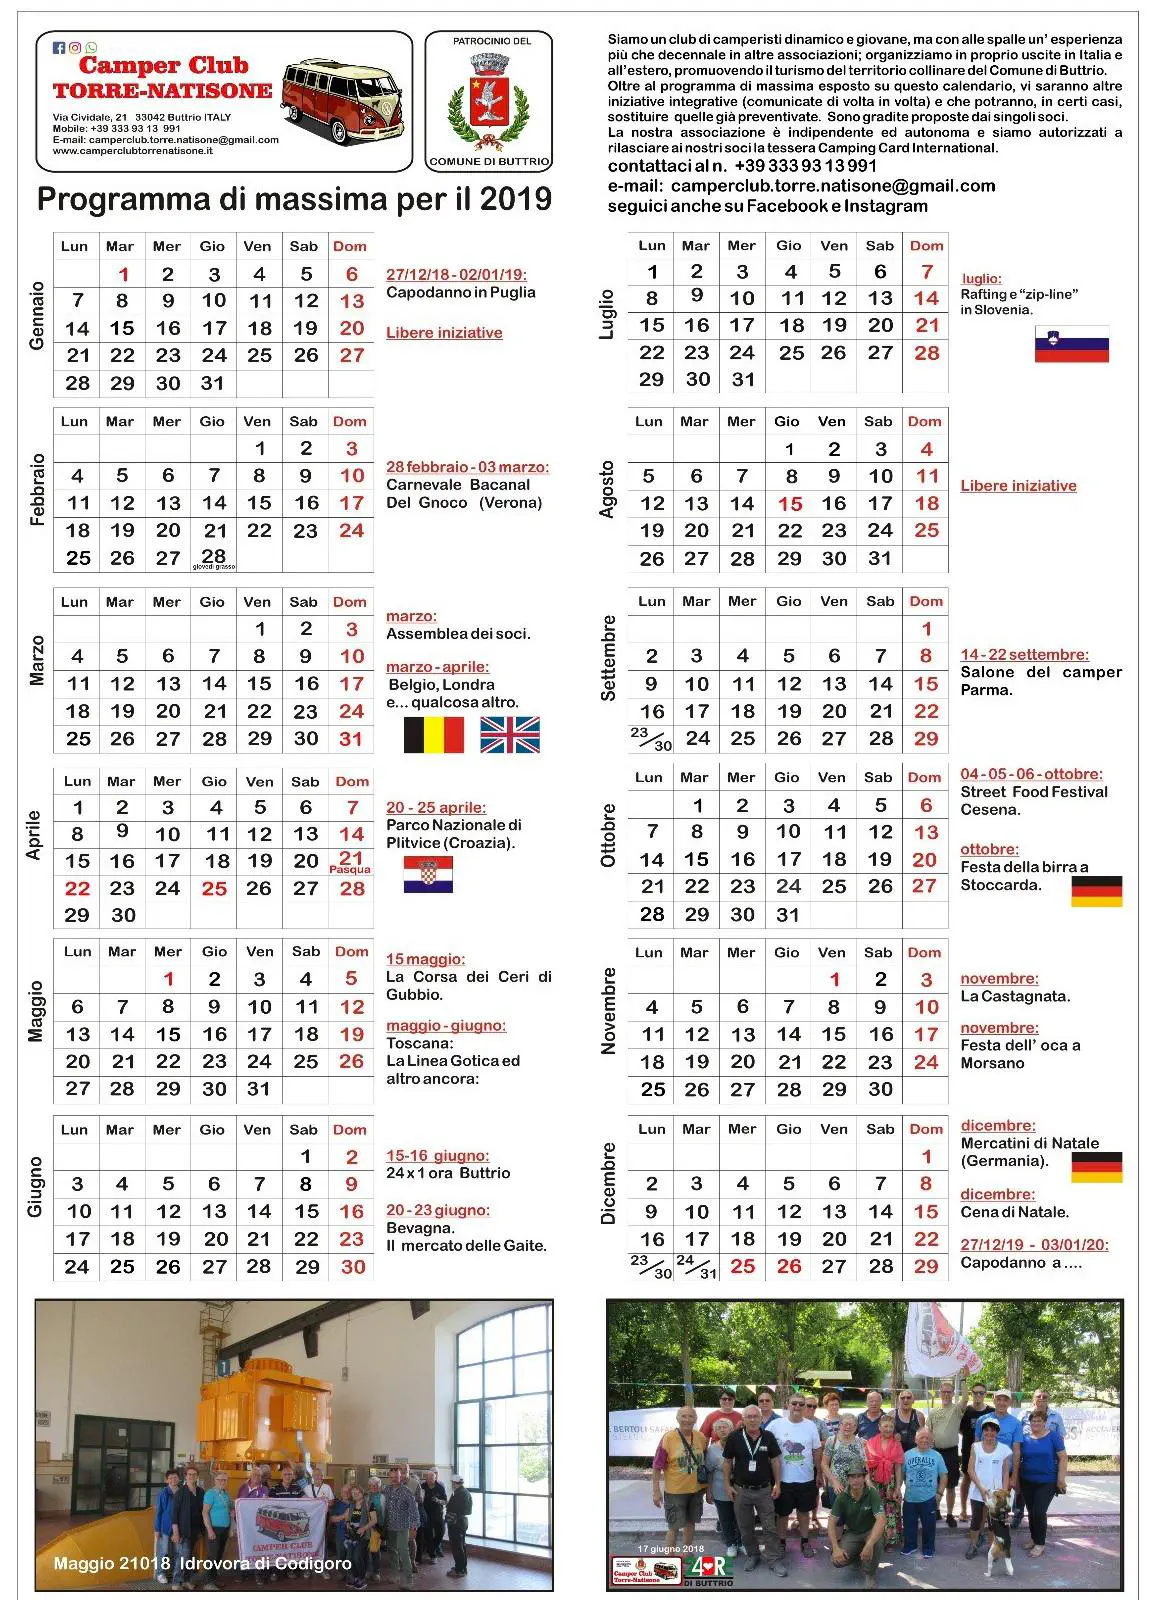 Camper Club
TORRE-NATISONE
Via Cividale, 21 33042 Buttrio ITALY
Mobile: +39 333 93 13 991
E-mail: camperclub.torre.natisone@gmail.com
www.camperclubtorrenatisone.it
PATROCINIO DEL
COMUNE DI BUTTRIO
Programma di massima per il 2019
Siamo un club di camperisti dinamico e giovane, ma con alle spalle un' esperienza
più che decennale in altre associazioni; organizziamo in proprio uscite in Italia e
all'estero, promuovendo il turismo del territorio collinare del Comune di Buttrio.
Oltre al programma di massima esposto su questo calendario, vi saranno altre
iniziative integrative (comunicate di volta in volta) e che potranno, in certi casi,
sostituire quelle già preventivate. Sono gradite proposte dai singoli soci.
La nostra associazione è indipendente ed autonoma e siamo autorizzati a
rilasciare ai nostri soci la tessera Camping Card International.
contattaci al n. +39 333 93 13 991
e-mail: camperclub.torre.natisone@gmail.com
seguici anche su Facebook e Instagram
Gennaio
Lun Mar Mer Gio Ven Sab Dom
1 2 3 4 5 6
7 8 9 10 11 12 13
14 15 16 17 18 19 20
21 22 23 24 25 26 27
28 29 30 31
27/12/18 - 02/01/19:
Capodanno in Puglia
Libere iniziative
Febbraio
Lun Mar Mer Gio Ven Sab Dom
1 2 3
4 5 6 7 8 9 10
11 12 13 14 15 16 17
18 19 20 21 22 23 24
25 26 27 28
giovedì grasso
28 febbraio - 03 marzo:
Carnevale Bacanal
Del Gnoco (Verona)
Marzo
Lun Mar Mer Gio Ven Sab Dom
1 2 3
4 5 6 7 8 9 10
11 12 13 14 15 16 17
18 19 20 21 22 23 24
25 26 27 28 29 30 31
marzo:
Assemblea dei soci.
marzo - aprile:
Belgio, Londra
e... qualcosa altro.
Aprile
Lun Mar Mer Gio Ven Sab Dom
1 2 3 4 5 6 7
8 9 10 11 12 13 14
15 16 17 18 19 20 21
Pasqua
22 23 24 25 26 27 28
29 30
20 - 25 aprile:
Parco Nazionale di
Plitvice (Croazia).
Maggio
Lun Mar Mer Gio Ven Sab Dom
1 2 3 4 5
6 7 8 9 10 11 12
13 14 15 16 17 18 19
20 21 22 23 24 25 26
27 28 29 30 31
15 maggio:
La Corsa dei Ceri di
Gubbio.
maggio - giugno:
Toscana:
La Linea Gotica ed
altro ancora:
Giugno
Lun Mar Mer Gio Ven Sab Dom
1 2
3 4 5 6 7 8 9
10 11 12 13 14 15 16
17 18 19 20 21 22 23
24 25 26 27 28 29 30
15-16 giugno:
24 x 1 ora Buttrio
20 - 23 giugno:
Bevagna.
Il mercato delle Gaite.
Luglio
Lun Mar Mer Gio Ven Sab Dom
1 2 3 4 5 6 7
8 9 10 11 12 13 14
15 16 17 18 19 20 21
22 23 24 25 26 27 28
29 30 31
luglio:
Rafting e “zip-line”
in Slovenia.
Agosto
Lun Mar Mer Gio Ven Sab Dom
1 2 3 4
5 6 7 8 9 10 11
12 13 14 15 16 17 18
19 20 21 22 23 24 25
26 27 28 29 30 31
Libere iniziative
Settembre
Lun Mar Mer Gio Ven Sab Dom
1
2 3 4 5 6 7 8
9 10 11 12 13 14 15
16 17 18 19 20 21 22
23/30 24 25 26 27 28 29
14 - 22 settembre:
Salone del camper
Parma.
Ottobre
Lun Mar Mer Gio Ven Sab Dom
1 2 3 4 5 6
7 8 9 10 11 12 13
14 15 16 17 18 19 20
21 22 23 24 25 26 27
28 29 30 31
04 - 05 - 06 - ottobre:
Street Food Festival
Cesena.
ottobre:
Festa della birra a
Stoccarda.
Novembre
Lun Mar Mer Gio Ven Sab Dom
1 2 3
4 5 6 7 8 9 10
11 12 13 14 15 16 17
18 19 20 21 22 23 24
25 26 27 28 29 30
novembre:
La Castagnata.
novembre:
Festa dell' oca a
Morsano
Dicembre
Lun Mar Mer Gio Ven Sab Dom
1
2 3 4 5 6 7 8
9 10 11 12 13 14 15
16 17 18 19 20 21 22
23/30 24/31 25 26 27 28 29
dicembre:
Mercatini di Natale
(Germania).
dicembre:
Cena di Natale.
27/12/19 - 03/01/20:
Capodanno a ....
1
CAMPER CLUB
Maggio 21018 Idrovora di Codigoro
BERTOLI
17 giugno 2018
Camper Club
Torre-Natisone
DI BUTTRIO